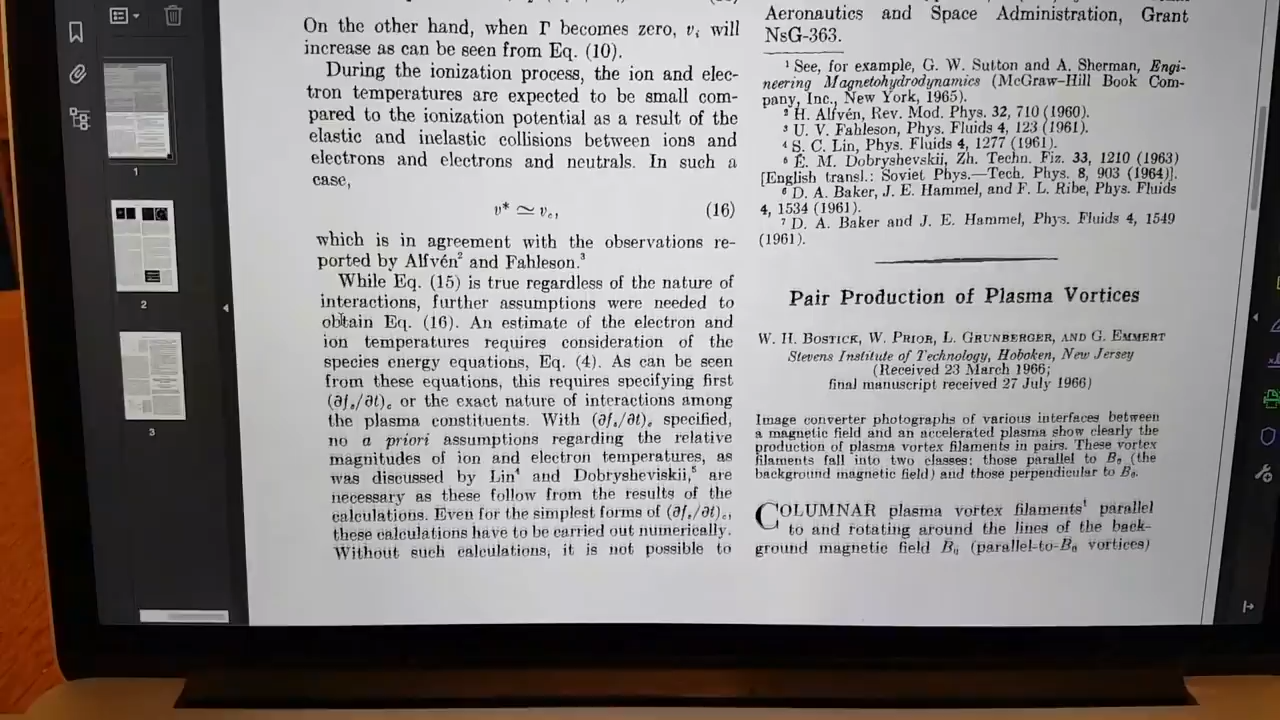 On the other hand, when Γ becomes zero, vᵢ will
increase as can be seen from Eq. (10).
During the ionization process, the ion and elec-
tron temperatures are expected to be small com-
pared to the ionization potential as a result of the
elastic and inelastic collisions between ions and
electrons and electrons and neutrals. In such a
case,
v* ≃ vₑ, (16)
which is in agreement with the observations re-
ported by Alfvén² and Fahleson.³
While Eq. (15) is true regardless of the nature of
interactions, further assumptions were needed to
obtain Eq. (16). An estimate of the electron and
ion temperatures requires consideration of the
species energy equations, Eq. (4). As can be seen
from these equations, this requires specifying first
(∂fₛ/∂t)c or the exact nature of interactions among
the plasma constituents. With (∂fₛ/∂t)c specified,
no a priori assumptions regarding the relative
magnitudes of ion and electron temperatures, as
was discussed by Lin⁴ and Dobrysheviskii,⁵ are
necessary as these follow from the results of the
calculations. Even for the simplest forms of (∂fₛ/∂t)c,
these calculations have to be carried out numerically.
Without such calculations, it is not possible to
Aeronautics and Space Administration, Grant
NsG-363.
¹ See, for example, G. W. Sutton and A. Sherman, Engi-
neering Magnetohydrodynamics (McGraw-Hill Book Com-
pany, Inc., New York, 1965).
² H. Alfvén, Rev. Mod. Phys. 32, 710 (1960).
³ U. V. Fahleson, Phys. Fluids 4, 123 (1961).
⁴ S. C. Lin, Phys. Fluids 4, 1277 (1961).
⁵ E. M. Dobryshevskii, Zh. Techn. Fiz. 33, 1210 (1963)
[English transl.: Soviet Phys.—Tech. Phys. 8, 903 (1964)].
⁶ D. A. Baker, J. E. Hammel, and F. L. Ribe, Phys. Fluids
4, 1534 (1961).
⁷ D. A. Baker and J. E. Hammel, Phys. Fluids 4, 1549
(1961).
Pair Production of Plasma Vortices
W. H. BOSTICK, W. PRIOR, L. GRUNBERGER, AND G. EMMERT
Stevens Institute of Technology, Hoboken, New Jersey
(Received 23 March 1966;
final manuscript received 27 July 1966)
Image converter photographs of various interfaces between
a magnetic field and an accelerated plasma show clearly the
production of plasma vortex filaments in pairs. These vortex
filaments fall into two classes: those parallel to B₀ (the
background magnetic field) and those perpendicular to B₀.
COLUMNAR plasma vortex filaments¹ parallel
to and rotating around the lines of the back-
ground magnetic field B₀ (parallel-to-B₀ vortices)
1
2
3